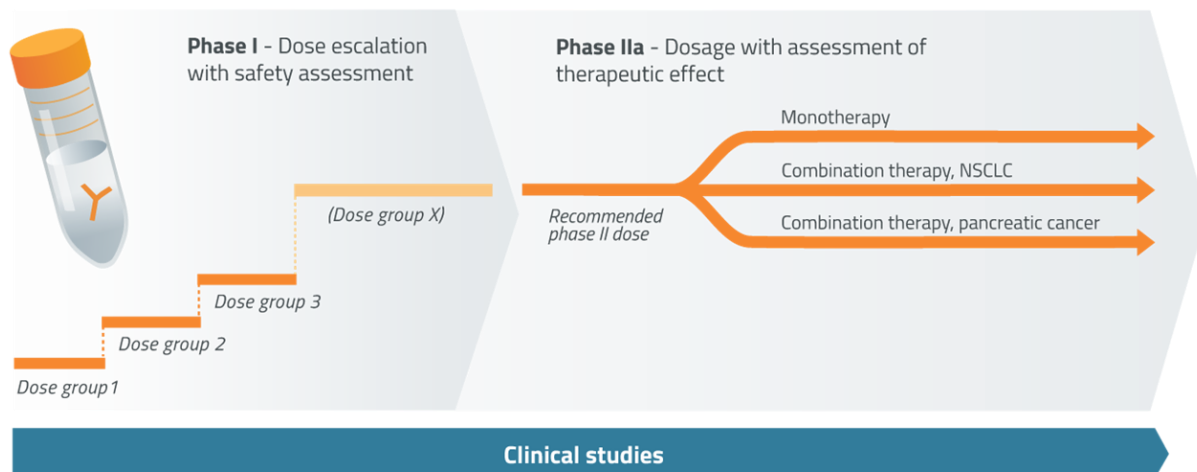 Phase I - Dose escalation
with safety assessment
Phase IIa - Dosage with assessment of
therapeutic effect
Monotherapy
Combination therapy, NSCLC
Combination therapy, pancreatic cancer
(Dose group X)
Recommended
phase II dose
Dose group 3
Dose group 2
Dose group 1
Clinical studies